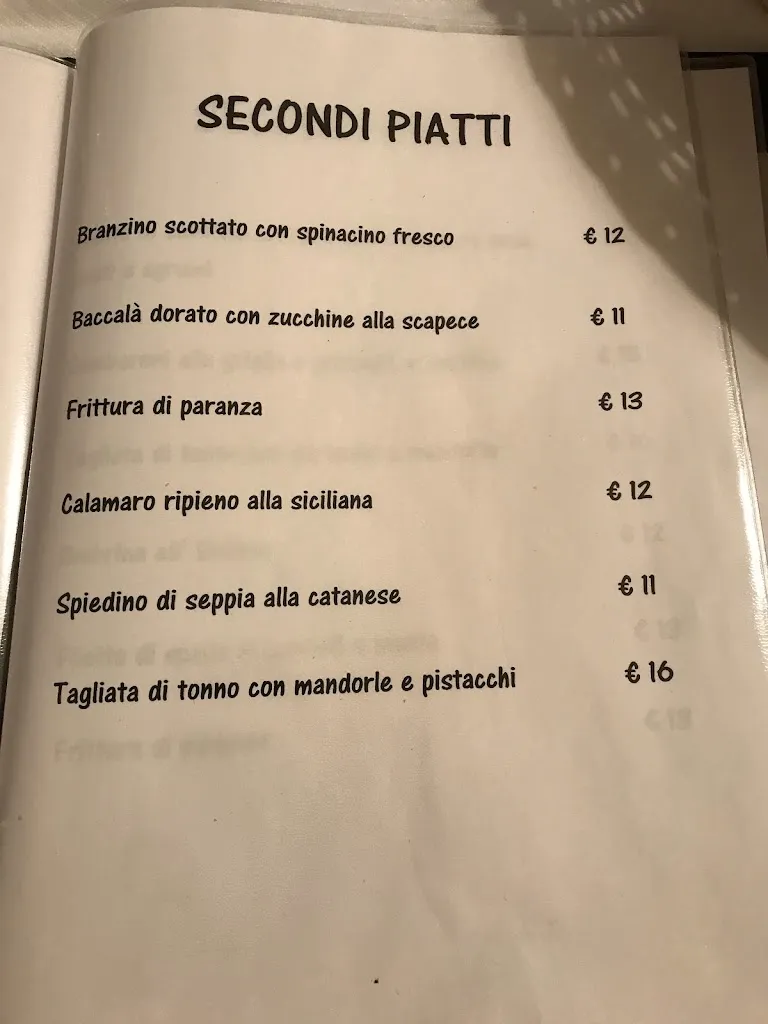 SECONDI PIATTI
Branzino scottato con spinacino fresco € 12
Baccalà dorato con zucchine alla scapece € 11
Frittura di paranza € 13
Calamaro ripieno alla siciliana € 12
Spiedino di seppia alla catanese € 11
Tagliata di tonno con mandorle e pistacchi € 16